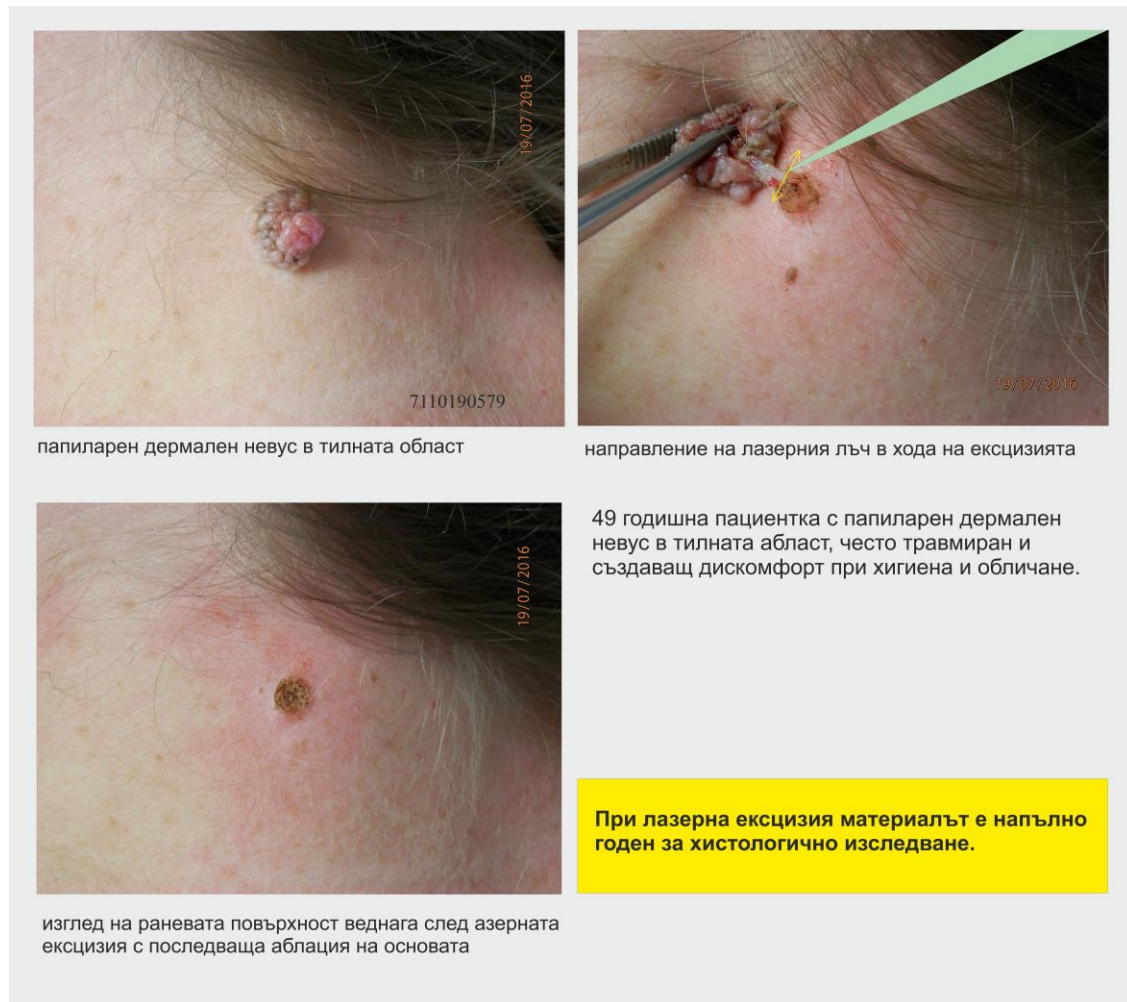 19/07/2016
7110190579
папиларен дермален невус в тилната област
19/07/2016
направление на лазерния лъч в хода на ексцизията
19/07/2016
изглед на раневата повърхност веднага след азерната
ексцизия с последваща аблация на основата
49 годишна пациентка с папиларен дермален
невус в тилната абласт, често травмиран и
създаващ дискомфорт при хигиена и обличане.
При лазерна ексцизия материалът е напълно
годен за хистологично изследване.